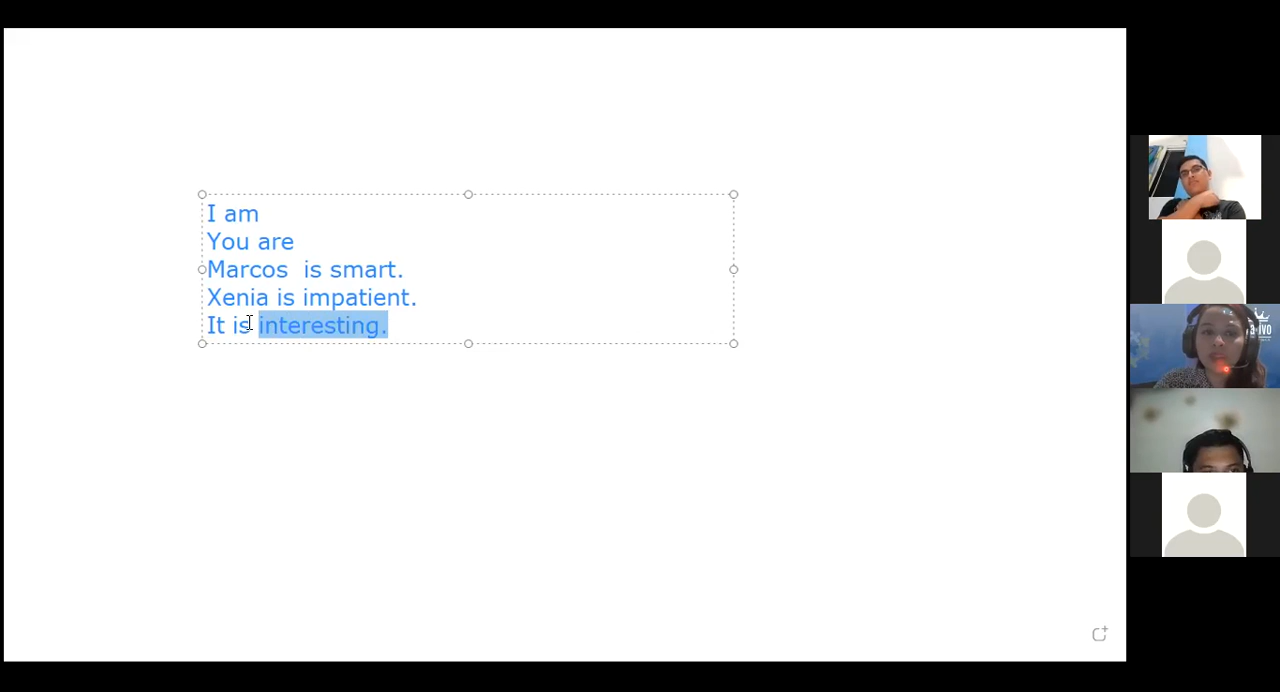 I am
You are
Marcos  is smart.
Xenia is impatient.
It is interesting.